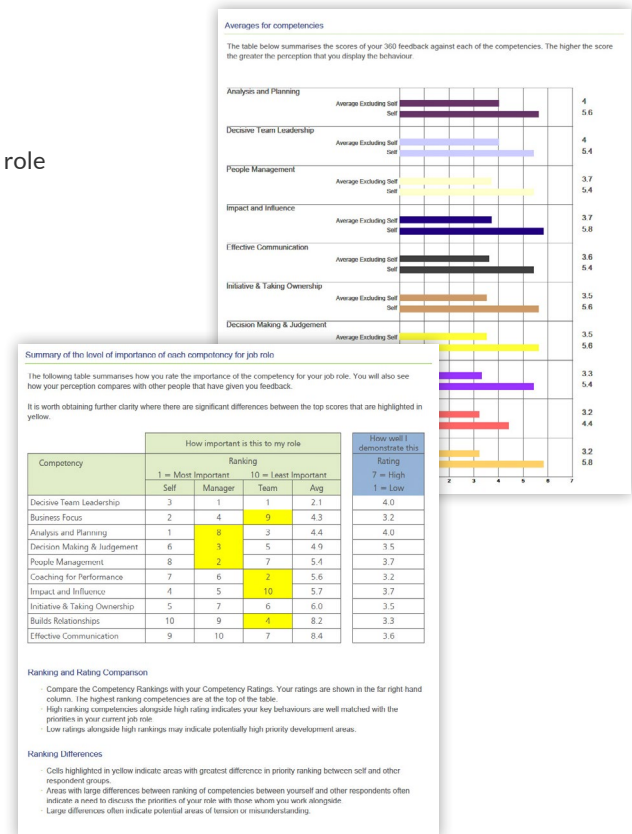 role
Averages for competencies
The table below summarises the scores of your 360 feedback against each of the competencies. The higher the score
the greater the perception that you display the behaviour.
Analysis and Planning
Average Excluding Self 4
Self 5.6
Decisive Team Leadership
Average Excluding Self 4
Self 5.4
People Management
Average Excluding Self 3.7
Self 5.4
Impact and Influence
Average Excluding Self 3.7
Self 5.8
Effective Communication
Average Excluding Self 3.6
Self 5.4
Initiative & Taking Ownership
Average Excluding Self 3.5
Self 5.6
Decision Making & Judgement
Average Excluding Self 3.5
5.6
3.3
5.4
3.2
4.4
3.2
5.8
2 3 4 5 6 7
Summary of the level of importance of each competency for job role
The following table summarises how you rate the importance of the competency for your job role. You will also see
how your perception compares with other people that have given you feedback.
It is worth obtaining further clarity where there are significant differences between the top scores that are highlighted in
yellow.
How important is this to my role
How well I
demonstrate this
Competency
Ranking
1 = Most Important 10 = Least Important
Rating
7 = High
1 = Low
Self Manager Team Avg
Decisive Team Leadership 3 1 1 2.1 4.0
Business Focus 2 4 9 4.3 3.2
Analysis and Planning 1 8 3 4.4 4.0
Decision Making & Judgement 6 3 5 4.9 3.5
People Management 8 2 7 5.4 3.7
Coaching for Performance 7 6 2 5.6 3.2
Impact and Influence 4 5 10 5.7 3.7
Initiative & Taking Ownership 5 7 6 6.0 3.5
Builds Relationships 10 9 4 8.2 3.3
Effective Communication 9 10 7 8.4 3.6
Ranking and Rating Comparison
· Compare the Competency Rankings with your Competency Ratings. Your ratings are shown in the far right hand
column. The highest ranking competencies are at the top of the table.
· High ranking competencies alongside high rating indicates your key behaviours are well matched with the
priorities in your current job role
· Low ratings alongside high rankings may indicate potentially high priority development areas.
Ranking Differences
· Cells highlighted in yellow indicate areas with greatest difference in priority ranking between self and other
respondent groups.
· Areas with large differences between ranking of competencies between yourself and other respondents often
indicate a need to discuss the priorities of your role with those whom you work alongside
· Large differences often indicate potential areas of tension or misunderstanding.